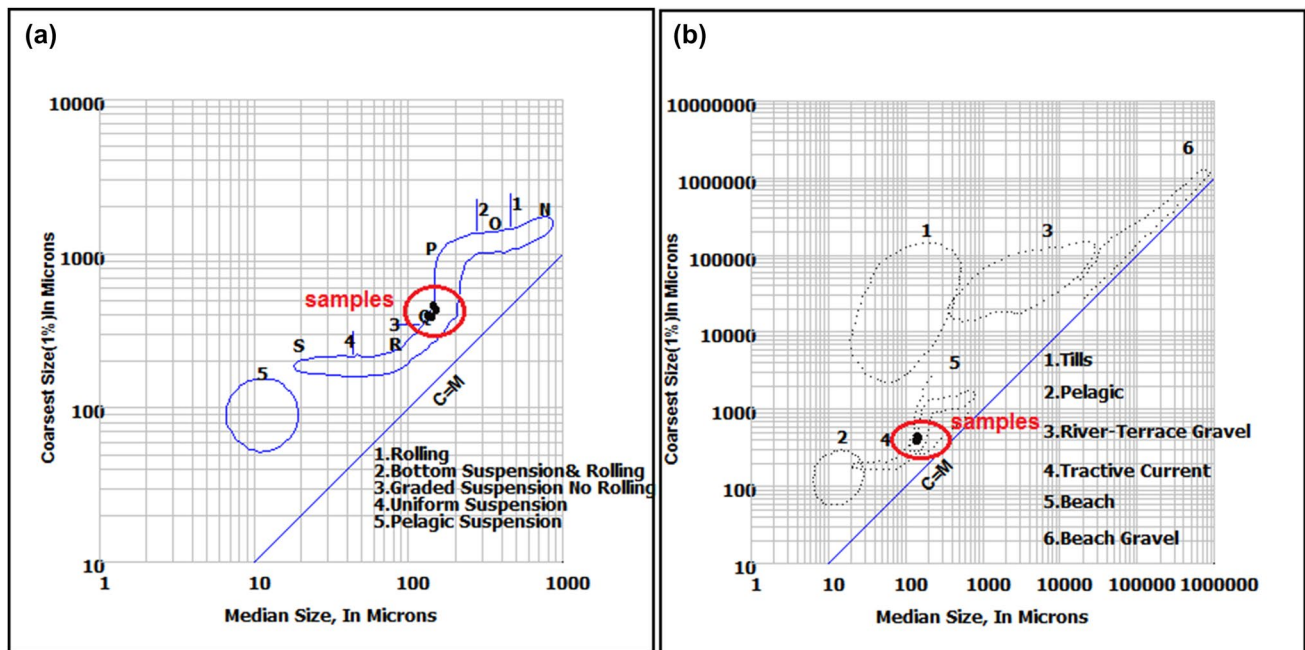 (a)
10000
1000
100
10
1
10
100
1000
Coarsest Size(1%)In Microns
Median Size, In Microns
2
1
O
N
P
samples
Q
3
4
S
R
5
C=M
1.Rolling
2.Bottom Suspension& Rolling
3.Graded Suspension No Rolling
4.Uniform Suspension
5.Pelagic Suspension
(b)
10000000
1000000
100000
10000
1000
100
10
1
10
100
1000
10000
100000
1000000
Coarsest Size(1%)In Microns
Median Size, In Microns
6
1
3
5
samples
4
2
C=M
1.Tills
2.Pelagic
3.River-Terrace Gravel
4.Tractive Current
5.Beach
6.Beach Gravel